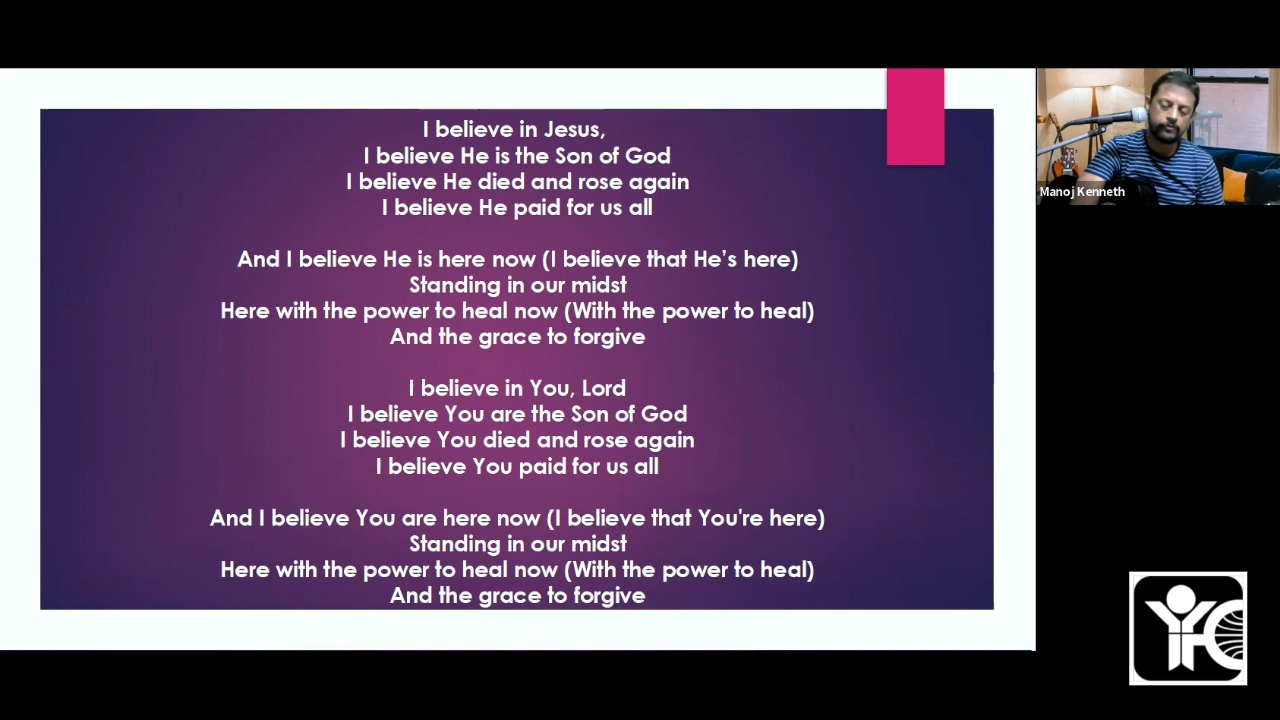 I believe in Jesus,
I believe He is the Son of God
I believe He died and rose again
I believe He paid for us all
And I believe He is here now (I believe that He’s here)
Standing in our midst
Here with the power to heal now (With the power to heal)
And the grace to forgive
I believe in You, Lord
I believe You are the Son of God
I believe You died and rose again
I believe You paid for us all
And I believe You are here now (I believe that You're here)
Standing in our midst
Here with the power to heal now (With the power to heal)
And the grace to forgive
Manoj Kenneth
YFC